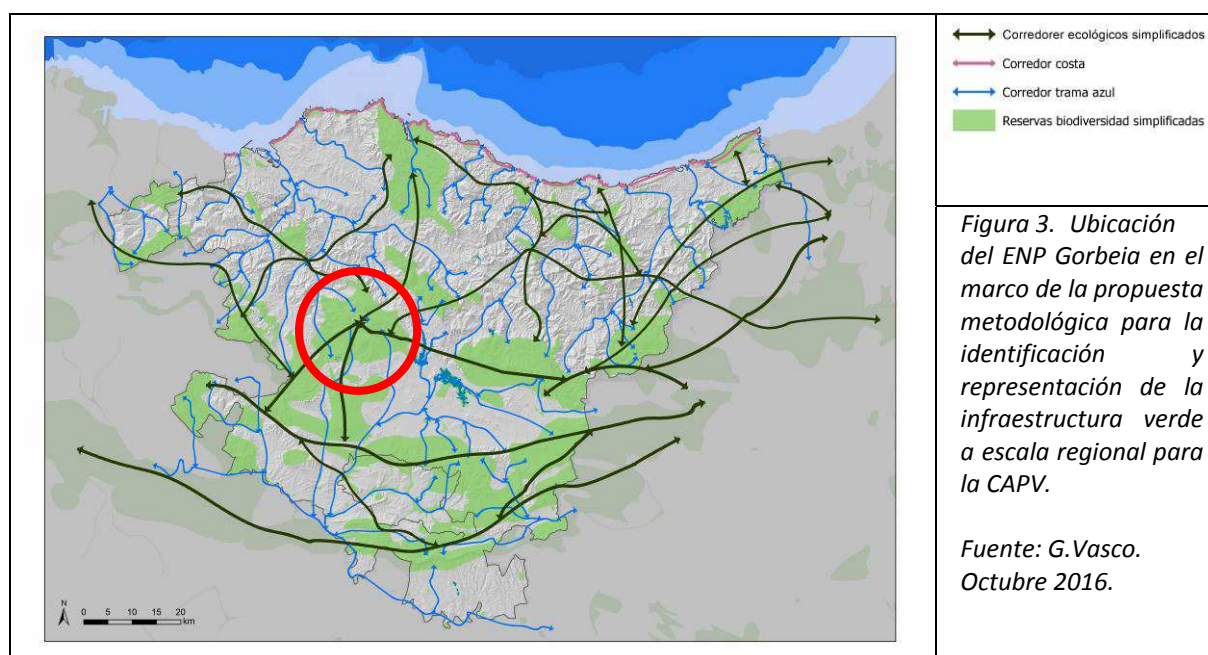 Corredorer ecológicos simplificados
Corredor costa
Corredor trama azul
Reservas biodiversidad simplificadas
Figura 3. Ubicación
del ENP Gorbeia en el
marco de la propuesta
metodológica para la
identificación y
representación de la
infraestructura verde
a escala regional para
la CAPV.
Fuente: G.Vasco.
Octubre 2016.
N
0 5 10 15 20
km